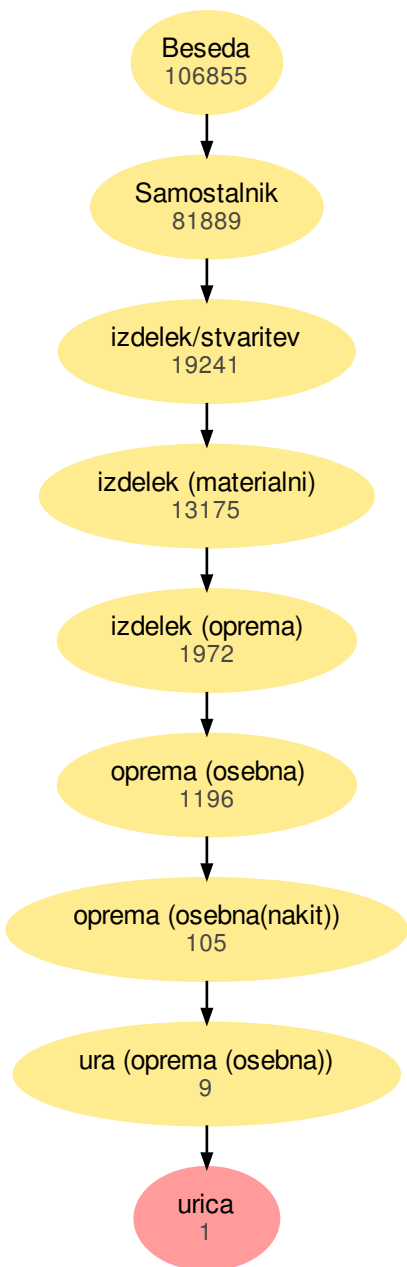 Beseda
106855
Samostalnik
81889
izdelek/stvaritev
19241
izdelek (materialni)
13175
izdelek (oprema)
1972
oprema (osebna)
1196
oprema (osebna(nakit))
105
ura (oprema (osebna))
9
urica
1